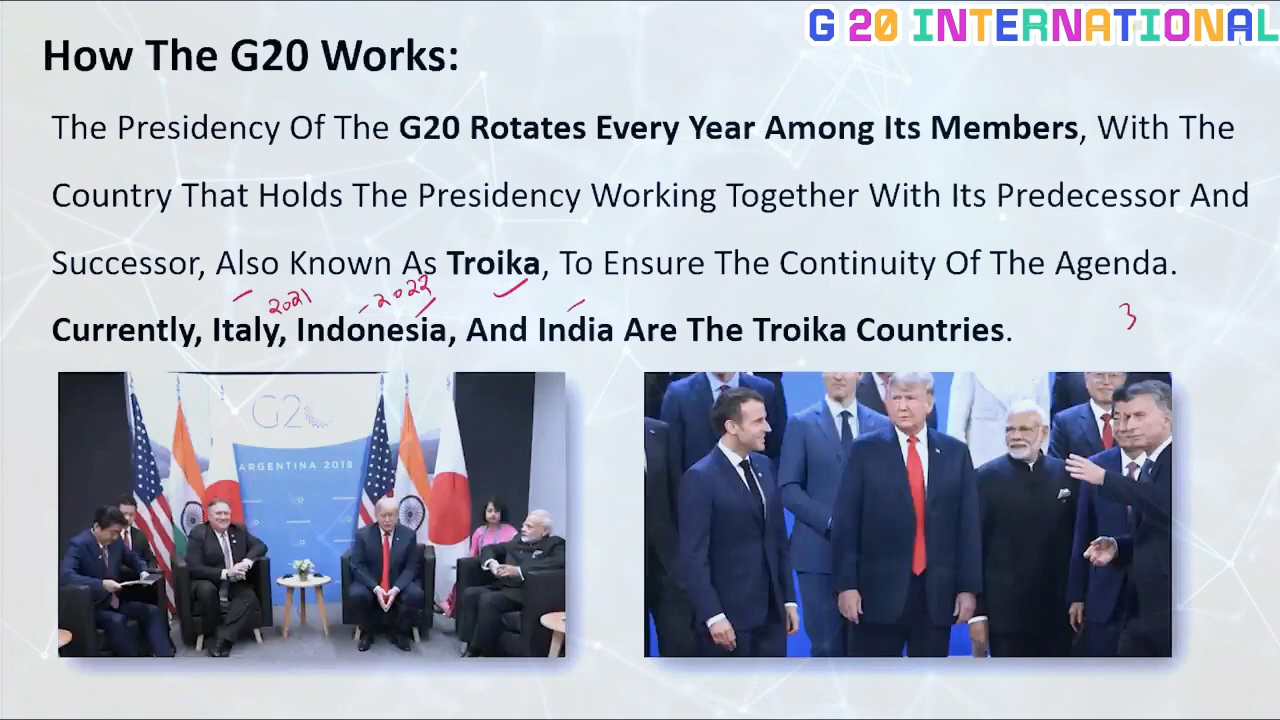 G 20 INTERNATIONAL
How The G20 Works:
The Presidency Of The G20 Rotates Every Year Among Its Members, With The
Country That Holds The Presidency Working Together With Its Predecessor And
Successor, Also Known As Troika, To Ensure The Continuity Of The Agenda.
2021 2022
Currently, Italy, Indonesia, And India Are The Troika Countries.
3
G20
ARGENTINA 2018